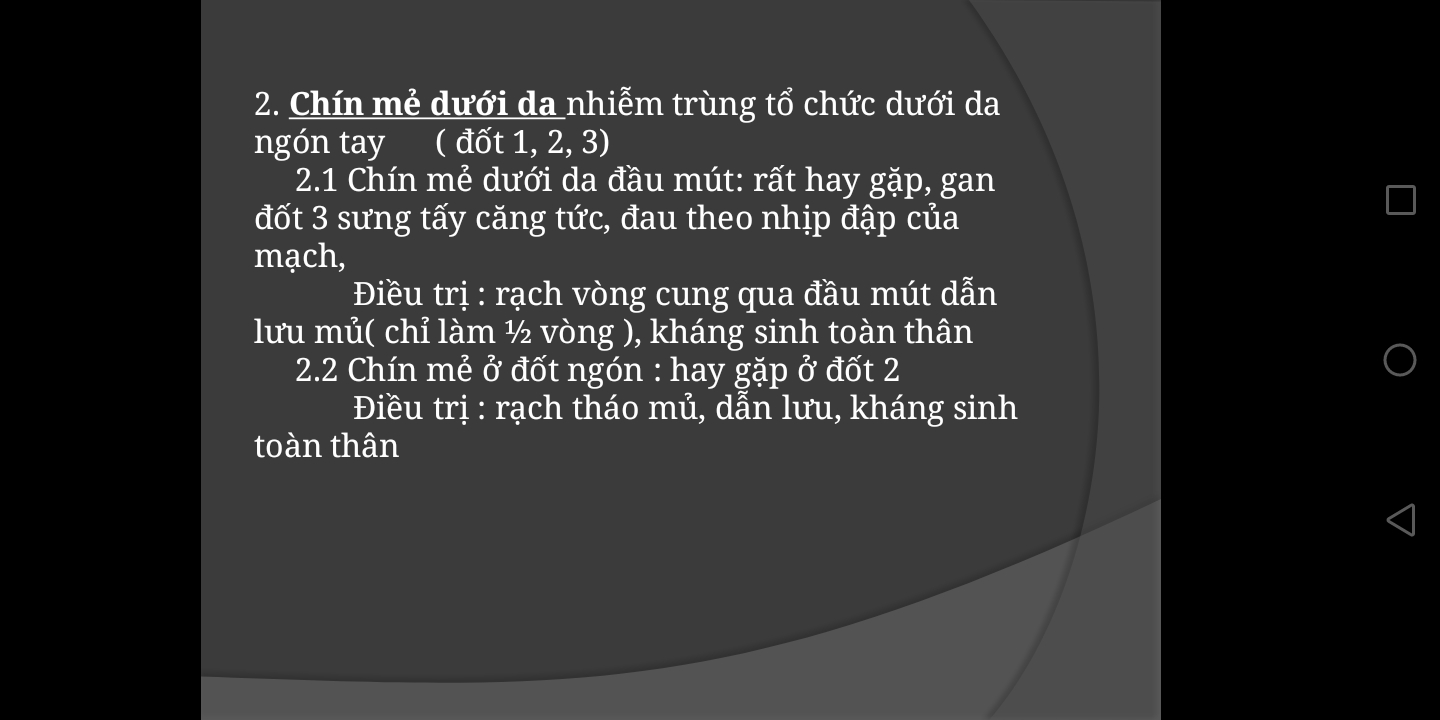 2. Chín mẻ dưới da nhiễm trùng tổ chức dưới da
ngón tay ( đốt 1, 2, 3)
2.1 Chín mẻ dưới da đầu mút: rất hay gặp, gan
đốt 3 sưng tấy căng tức, đau theo nhịp đập của
mạch,
Điều trị : rạch vòng cung qua đầu mút dẫn
lưu mủ( chỉ làm ½ vòng ), kháng sinh toàn thân
2.2 Chín mẻ ở đốt ngón : hay gặp ở đốt 2
Điều trị : rạch tháo mủ, dẫn lưu, kháng sinh
toàn thân